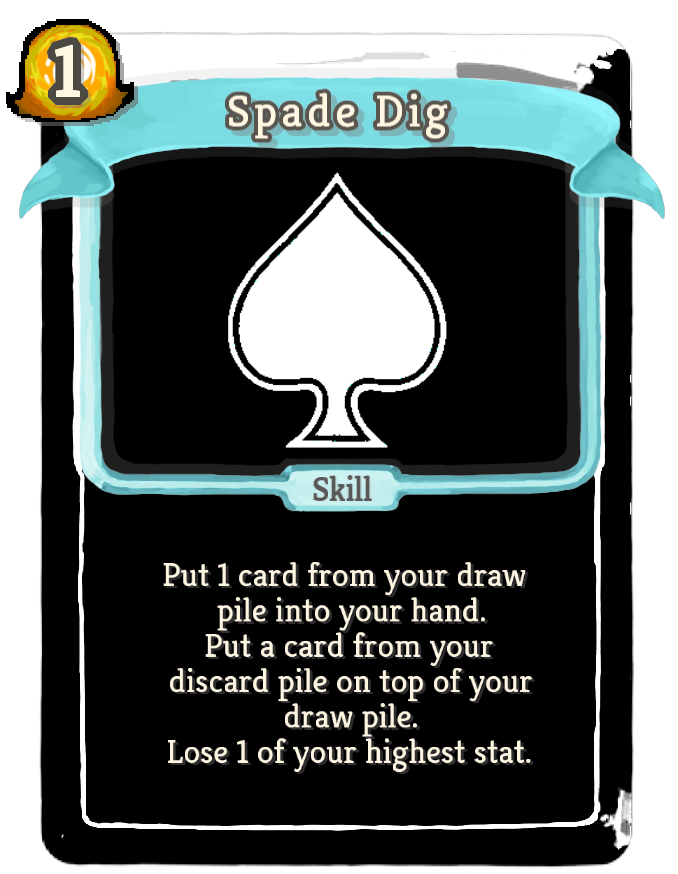 1
Spade Dig
Skill
Put 1 card from your draw
pile into your hand.
Put a card from your
discard pile on top of your
draw pile.
Lose 1 of your highest stat.